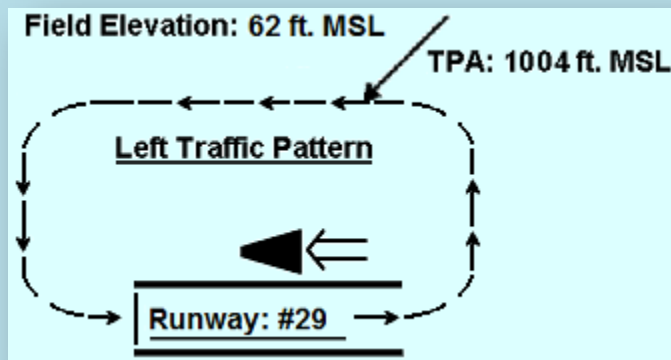 Field Elevation: 62 ft. MSL
TPA: 1004 ft. MSL
Left Traffic Pattern
Runway: #29